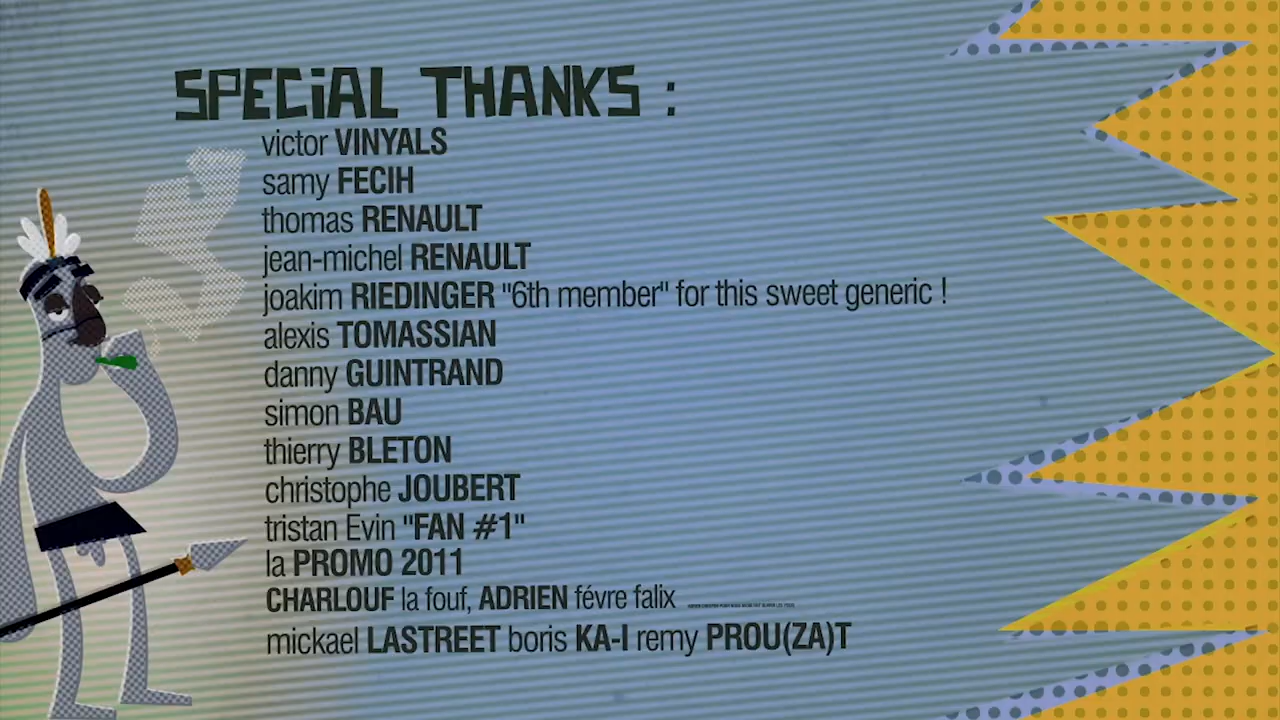 SPECiAL THANKS :
victor VINYALS
samy FECIH
thomas RENAULT
jean-michel RENAULT
joakim RIEDINGER "6th member" for this sweet generic !
alexis TOMASSIAN
danny GUINTRAND
simon BAU
thierry BLETON
christophe JOUBERT
tristan Evin "FAN #1"
la PROMO 2011
CHARLOUF la fouf, ADRIEN févre falix
mickael LASTREET boris KA-I remy PROU(ZA)T